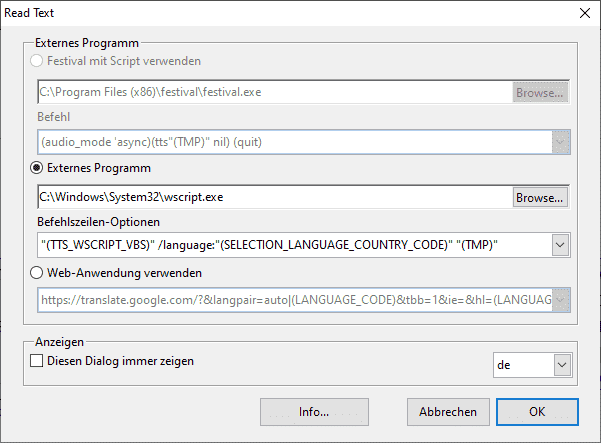 Read Text
Externes Programm
Festival mit Script verwenden
C:\Program Files (x86)\festival\festival.exe
Browse...
Befehl
(audio_mode 'async)(tts"(TMP)" nil) (quit)
Externes Programm
C:\Windows\System32\wscript.exe
Browse...
Befehlszeilen-Optionen
"(TTS_WSCRIPT_VBS)" /language:"(SELECTION_LANGUAGE_COUNTRY_CODE)" "(TMP)"
Web-Anwendung verwenden
https://translate.google.com/?&langpair=auto|(LANGUAGE_CODE)&tbb=1&ie=&hl=(LANGUAG
Anzeigen
Diesen Dialog immer zeigen
de
Info...
Abbrechen
OK